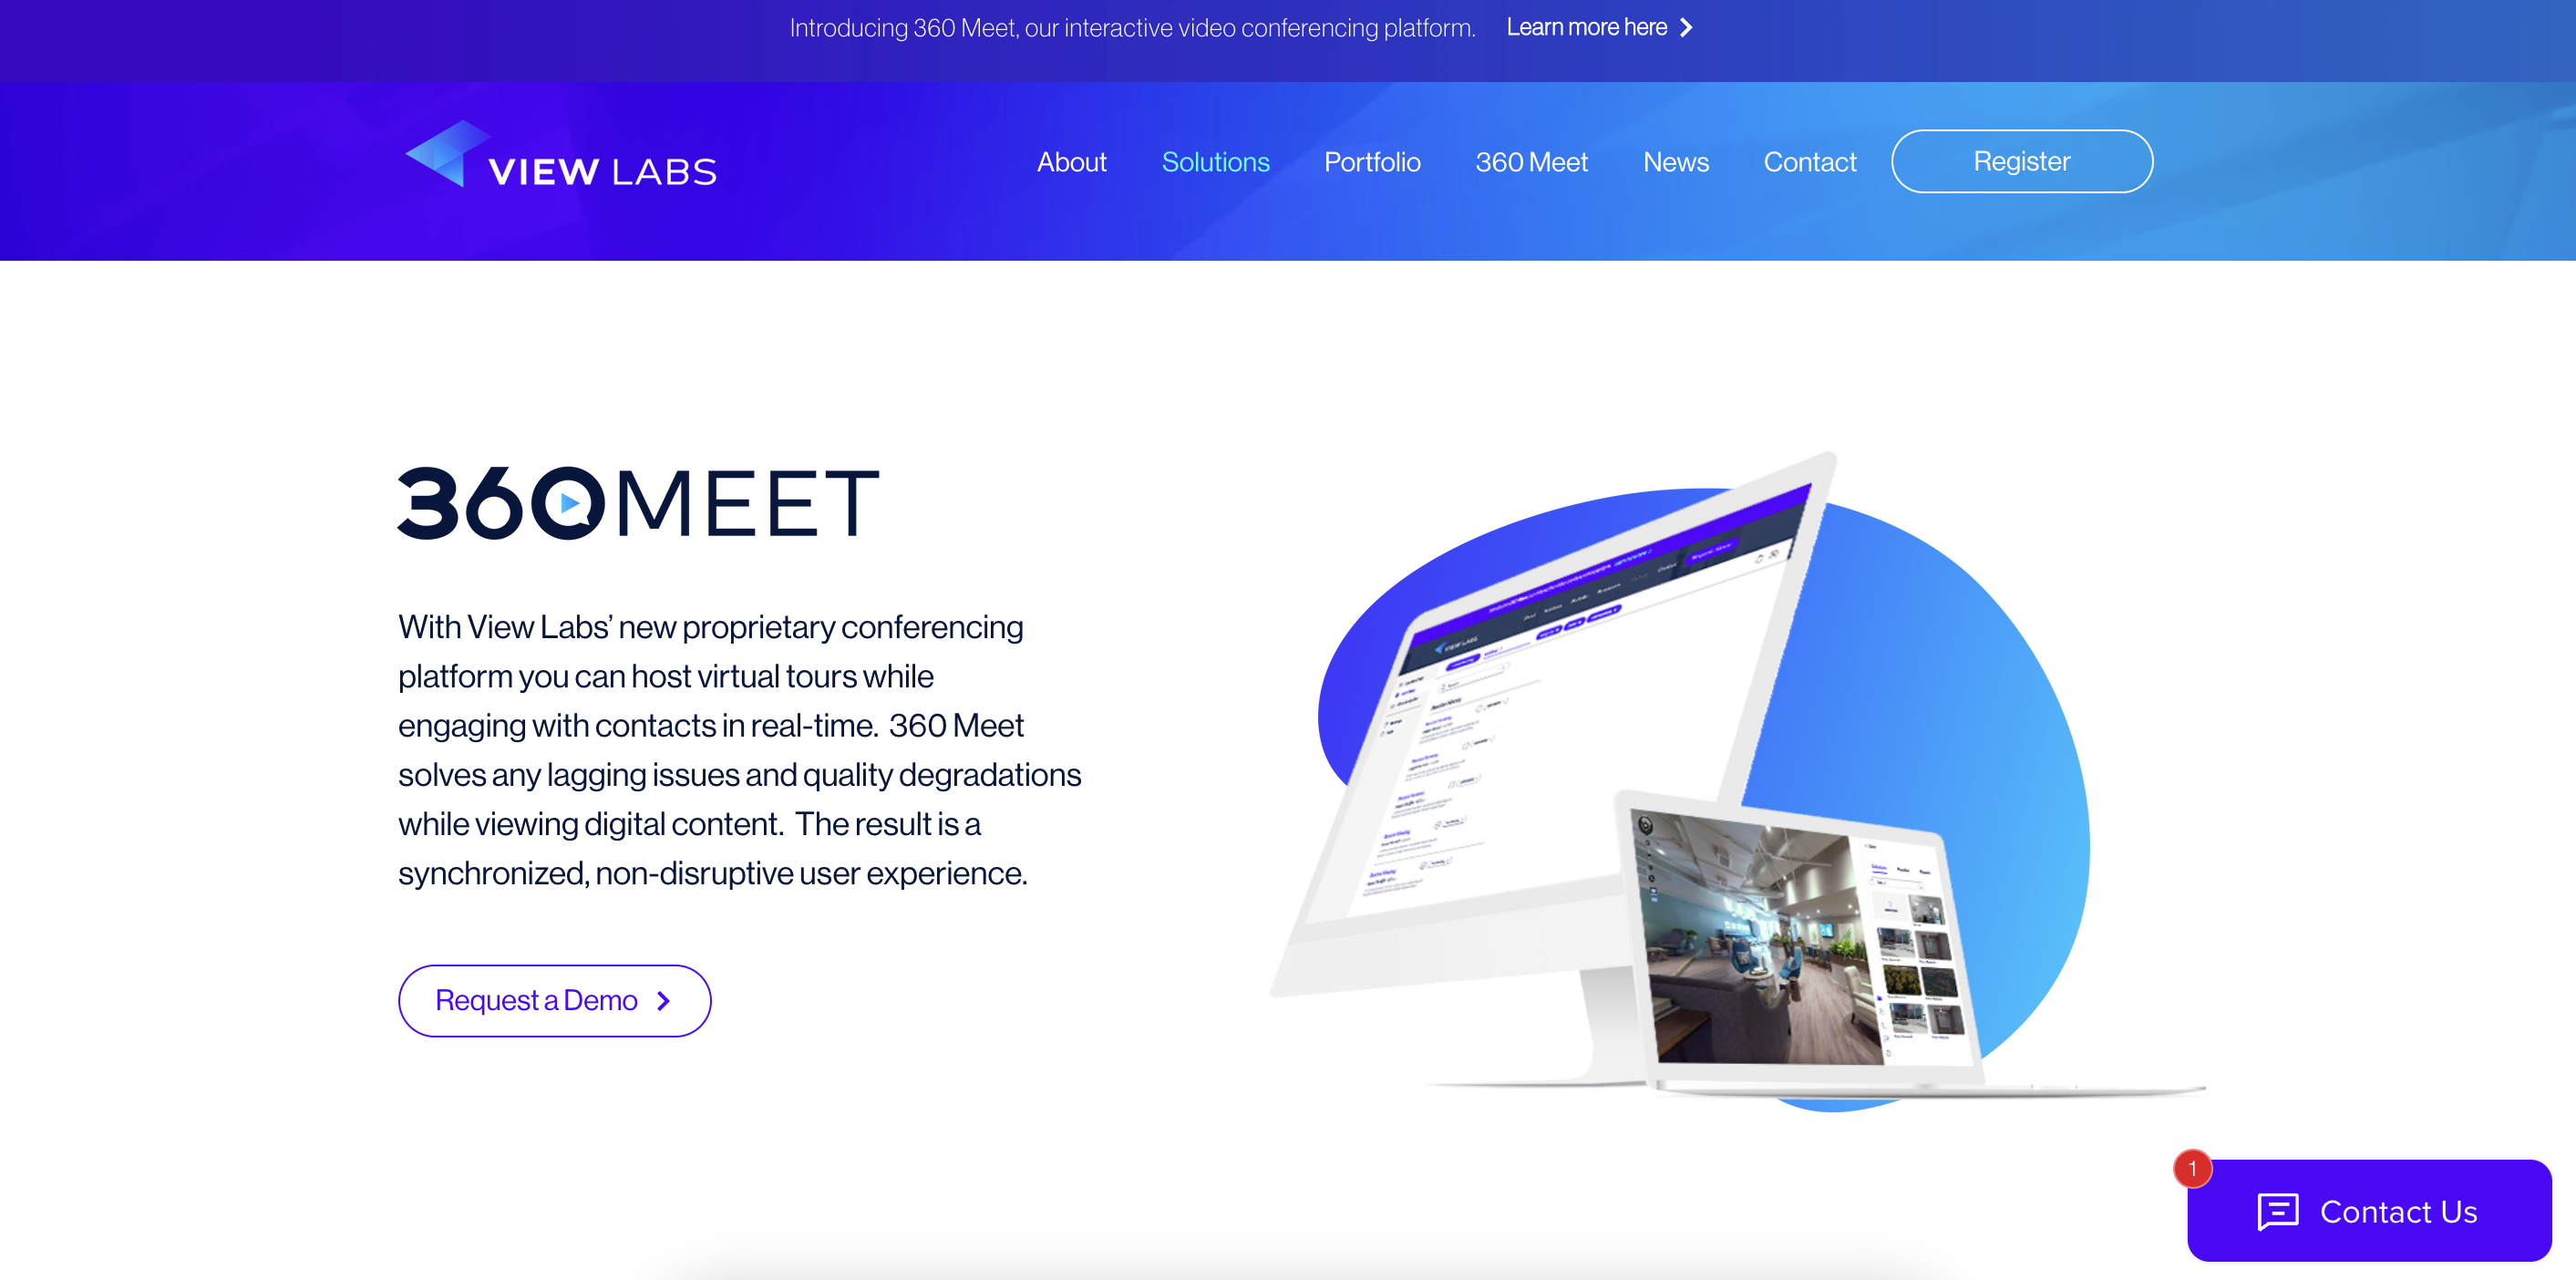 Introducing 360 Meet, our interactive video conferencing platform. Learn more here
VIEW LABS
About Solutions Portfolio 360 Meet News Contact Register
360MEET
With View Labs’ new proprietary conferencing
platform you can host virtual tours while
engaging with contacts in real-time.  360 Meet
solves any lagging issues and quality degradations
while viewing digital content.  The result is a
synchronized, non-disruptive user experience.
Request a Demo
1
Contact Us